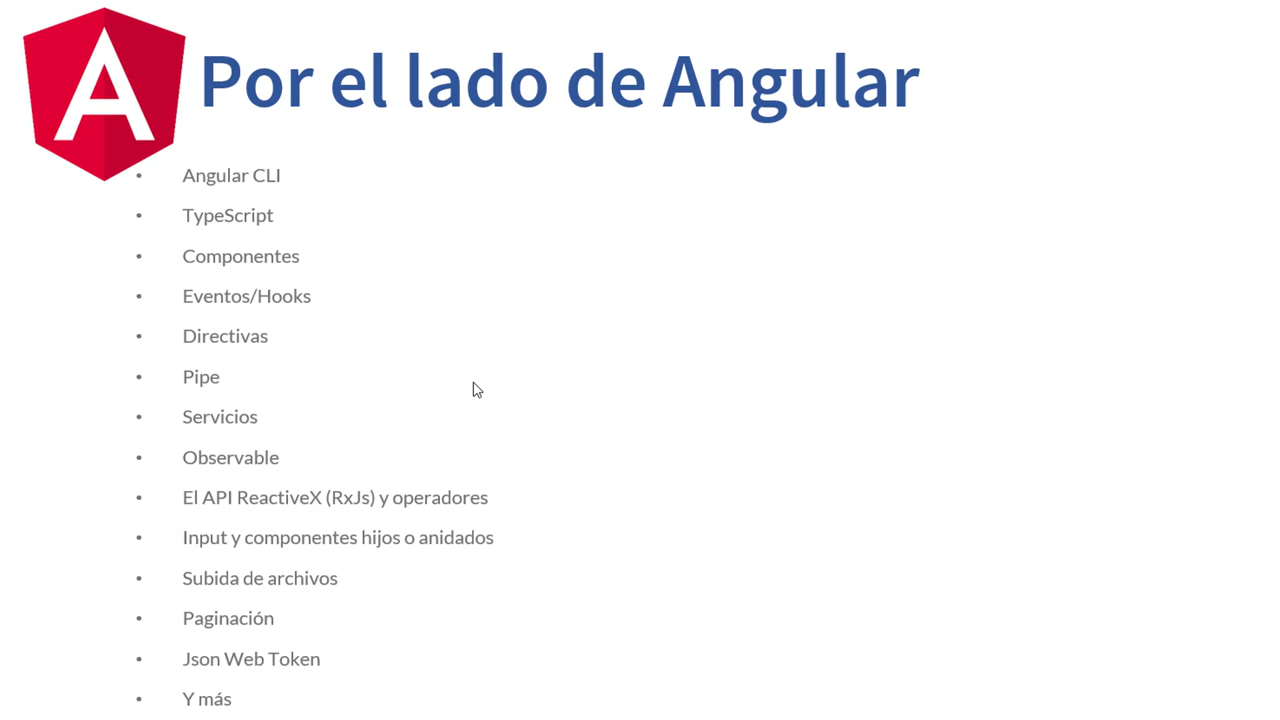 Por el lado de Angular
• Angular CLI
• TypeScript
• Componentes
• Eventos/Hooks
• Directivas
• Pipe
• Servicios
• Observable
• El API ReactiveX (RxJs) y operadores
• Input y componentes hijos o anidados
• Subida de archivos
• Paginación
• Json Web Token
• Y más